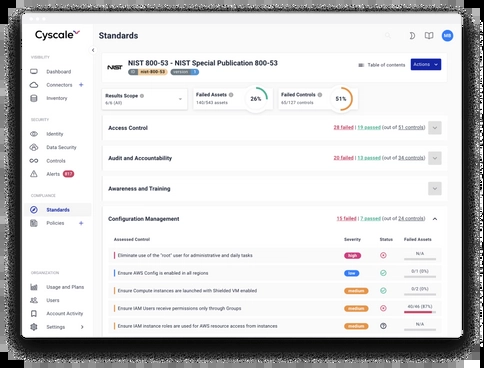 Cyscale
Standards
MB
VISIBILITY
Dashboard
Connectors +
Inventory
SECURITY
Identity
Data Security
Controls
Alerts 817
COMPLIANCE
Standards
Policies +
ORGANIZATION
Usage and Plans
Users
Account Activity
Settings
NIST
NIST 800-53 - NIST Special Publication 800-53
ID nist-800-53 version
Table of contents
Actions
Results Scope
6/6 (All)
Failed Assets
140/543 assets
26%
Failed Controls
65/127 controls
51%
Access Control
28 failed | 19 passed (out of 51 controls)
Audit and Accountability
20 failed | 13 passed (out of 34 controls)
Awareness and Training
Configuration Management
15 failed | 7 passed (out of 24 controls)
Assessed Control Severity Status Failed Assets
Eliminate use of the "root" user for administrative and daily tasks high N/A
Ensure AWS Config is enabled in all regions low 0/1 (0%)
Ensure Compute instances are launched with Shielded VM enabled medium 0/2 (0%)
Ensure IAM Users receive permissions only through Groups medium 40/46 (87%)
Ensure IAM instance roles are used for AWS resource access from instances medium N/A